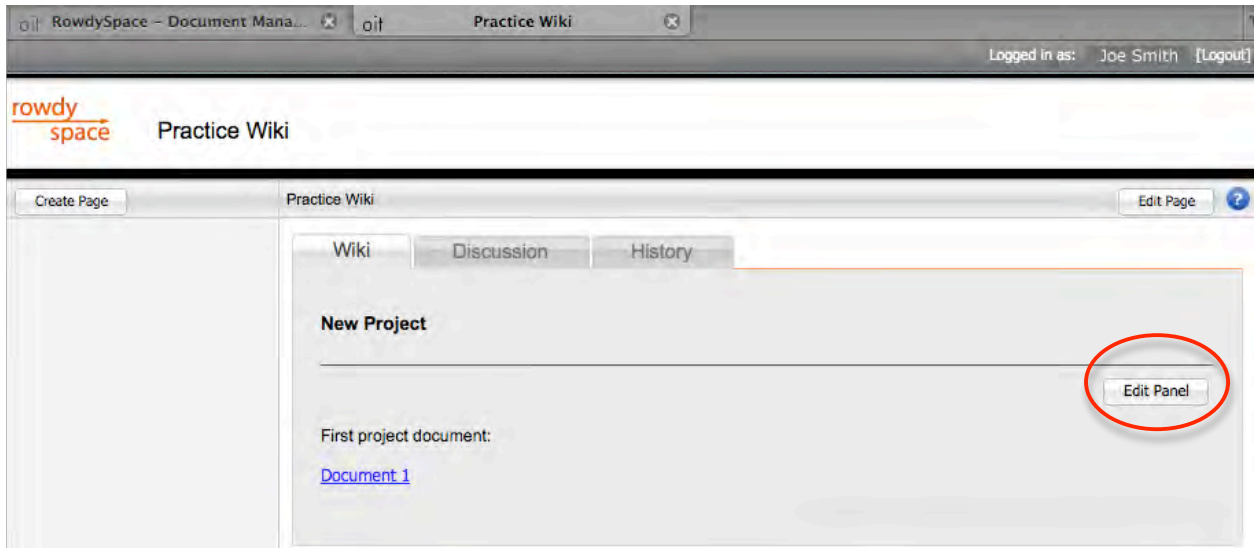 oit RowdySpace – Document Mana... oit Practice Wiki
Logged in as: Joe Smith [Logout]
rowdy
space Practice Wiki
Create Page Practice Wiki Edit Page ?
Wiki Discussion History
New Project
Edit Panel
First project document:
Document 1